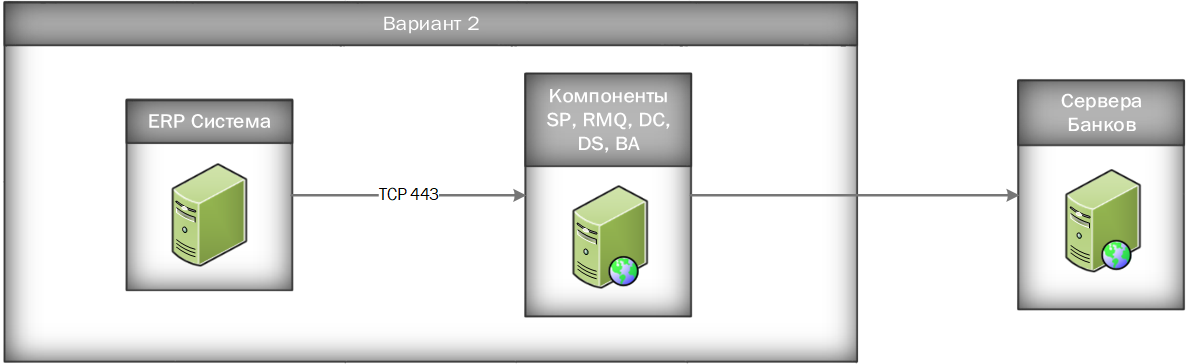 Вариант 2
ERP Система
TCP 443
Компоненты
SP, RMQ, DC,
DS, BA
Сервера
Банков